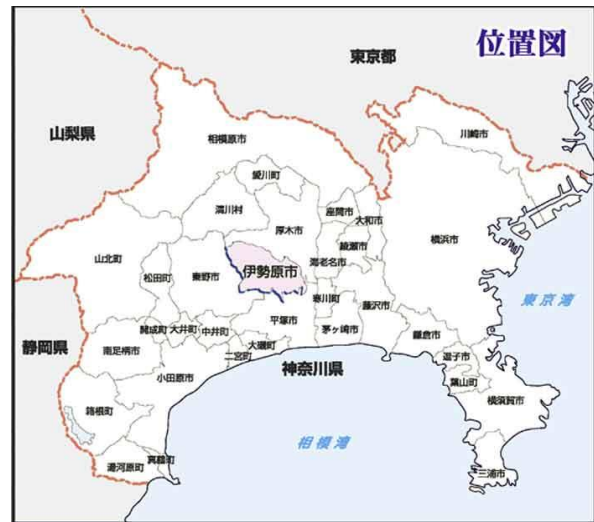 位置図
東京都
山梨県
川崎市
相模原市
愛川町
清川村
厚木市
座間市
大和市
綾瀬市
海老名市
横浜市
山北町
松田町
秦野市
伊勢原市
寒川町
藤沢市
東京湾
開成町
大井町
中井町
平塚市
茅ヶ崎市
鎌倉市
静岡県
南足柄市
二宮町
大磯町
神奈川県
逗子市
葉山町
小田原市
箱根町
横須賀市
相模湾
湯河原町
真鶴町
三浦市